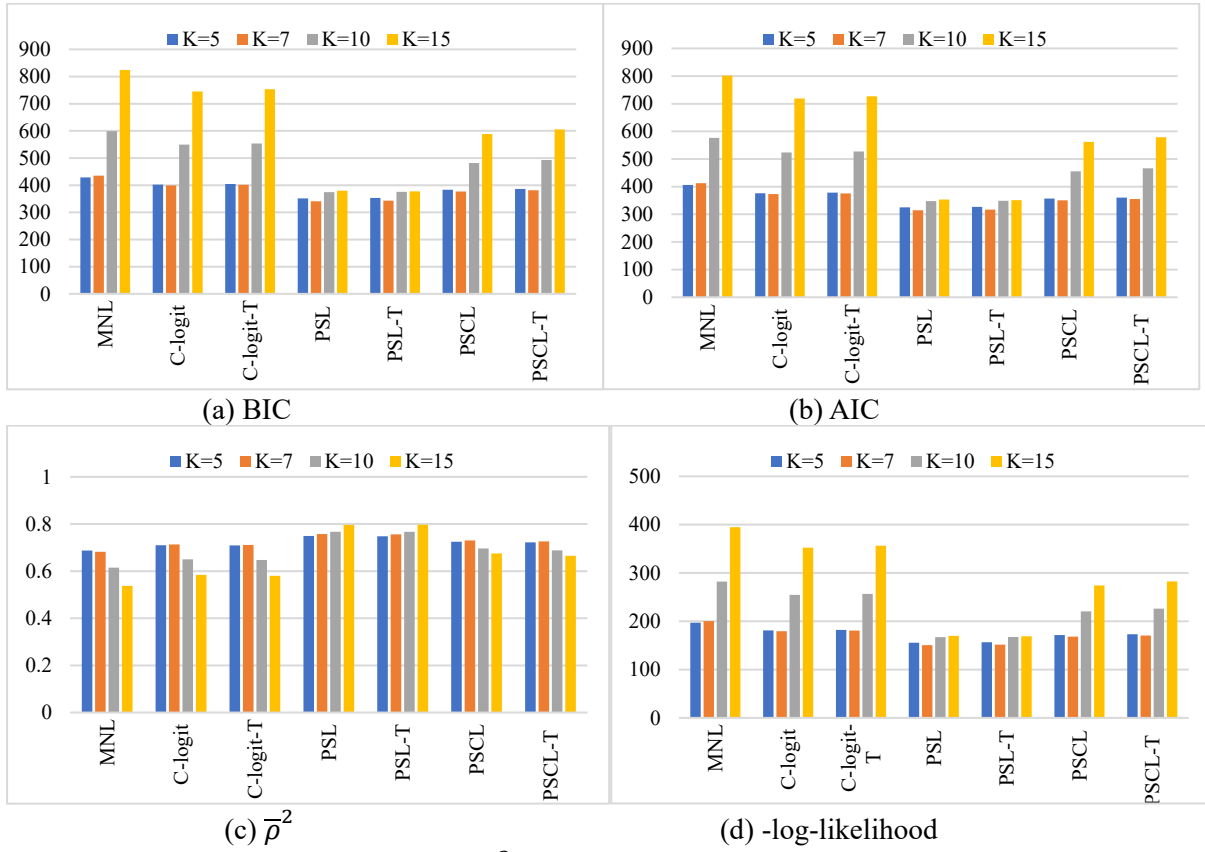 K=5 K=7 K=10 K=15
900
800
700
600
500
400
300
200
100
0
MNL
C-logit
C-logit-T
PSL
PSL-T
PSCL
PSCL-T
(a) BIC
K=5 K=7 K=10 K=15
900
800
700
600
500
400
300
200
100
0
MNL
C-logit
C-logit-T
PSL
PSL-T
PSCL
PSCL-T
(b) AIC
K=5 K=7 K=10 K=15
1
0.8
0.6
0.4
0.2
0
MNL
C-logit
C-logit-T
PSL
PSL-T
PSCL
PSCL-T
(c) ρ̅²
K=5 K=7 K=10 K=15
500
400
300
200
100
0
MNL
C-logit
C-logit-
T
PSL
PSL-T
PSCL
PSCL-T
(d) -log-likelihood